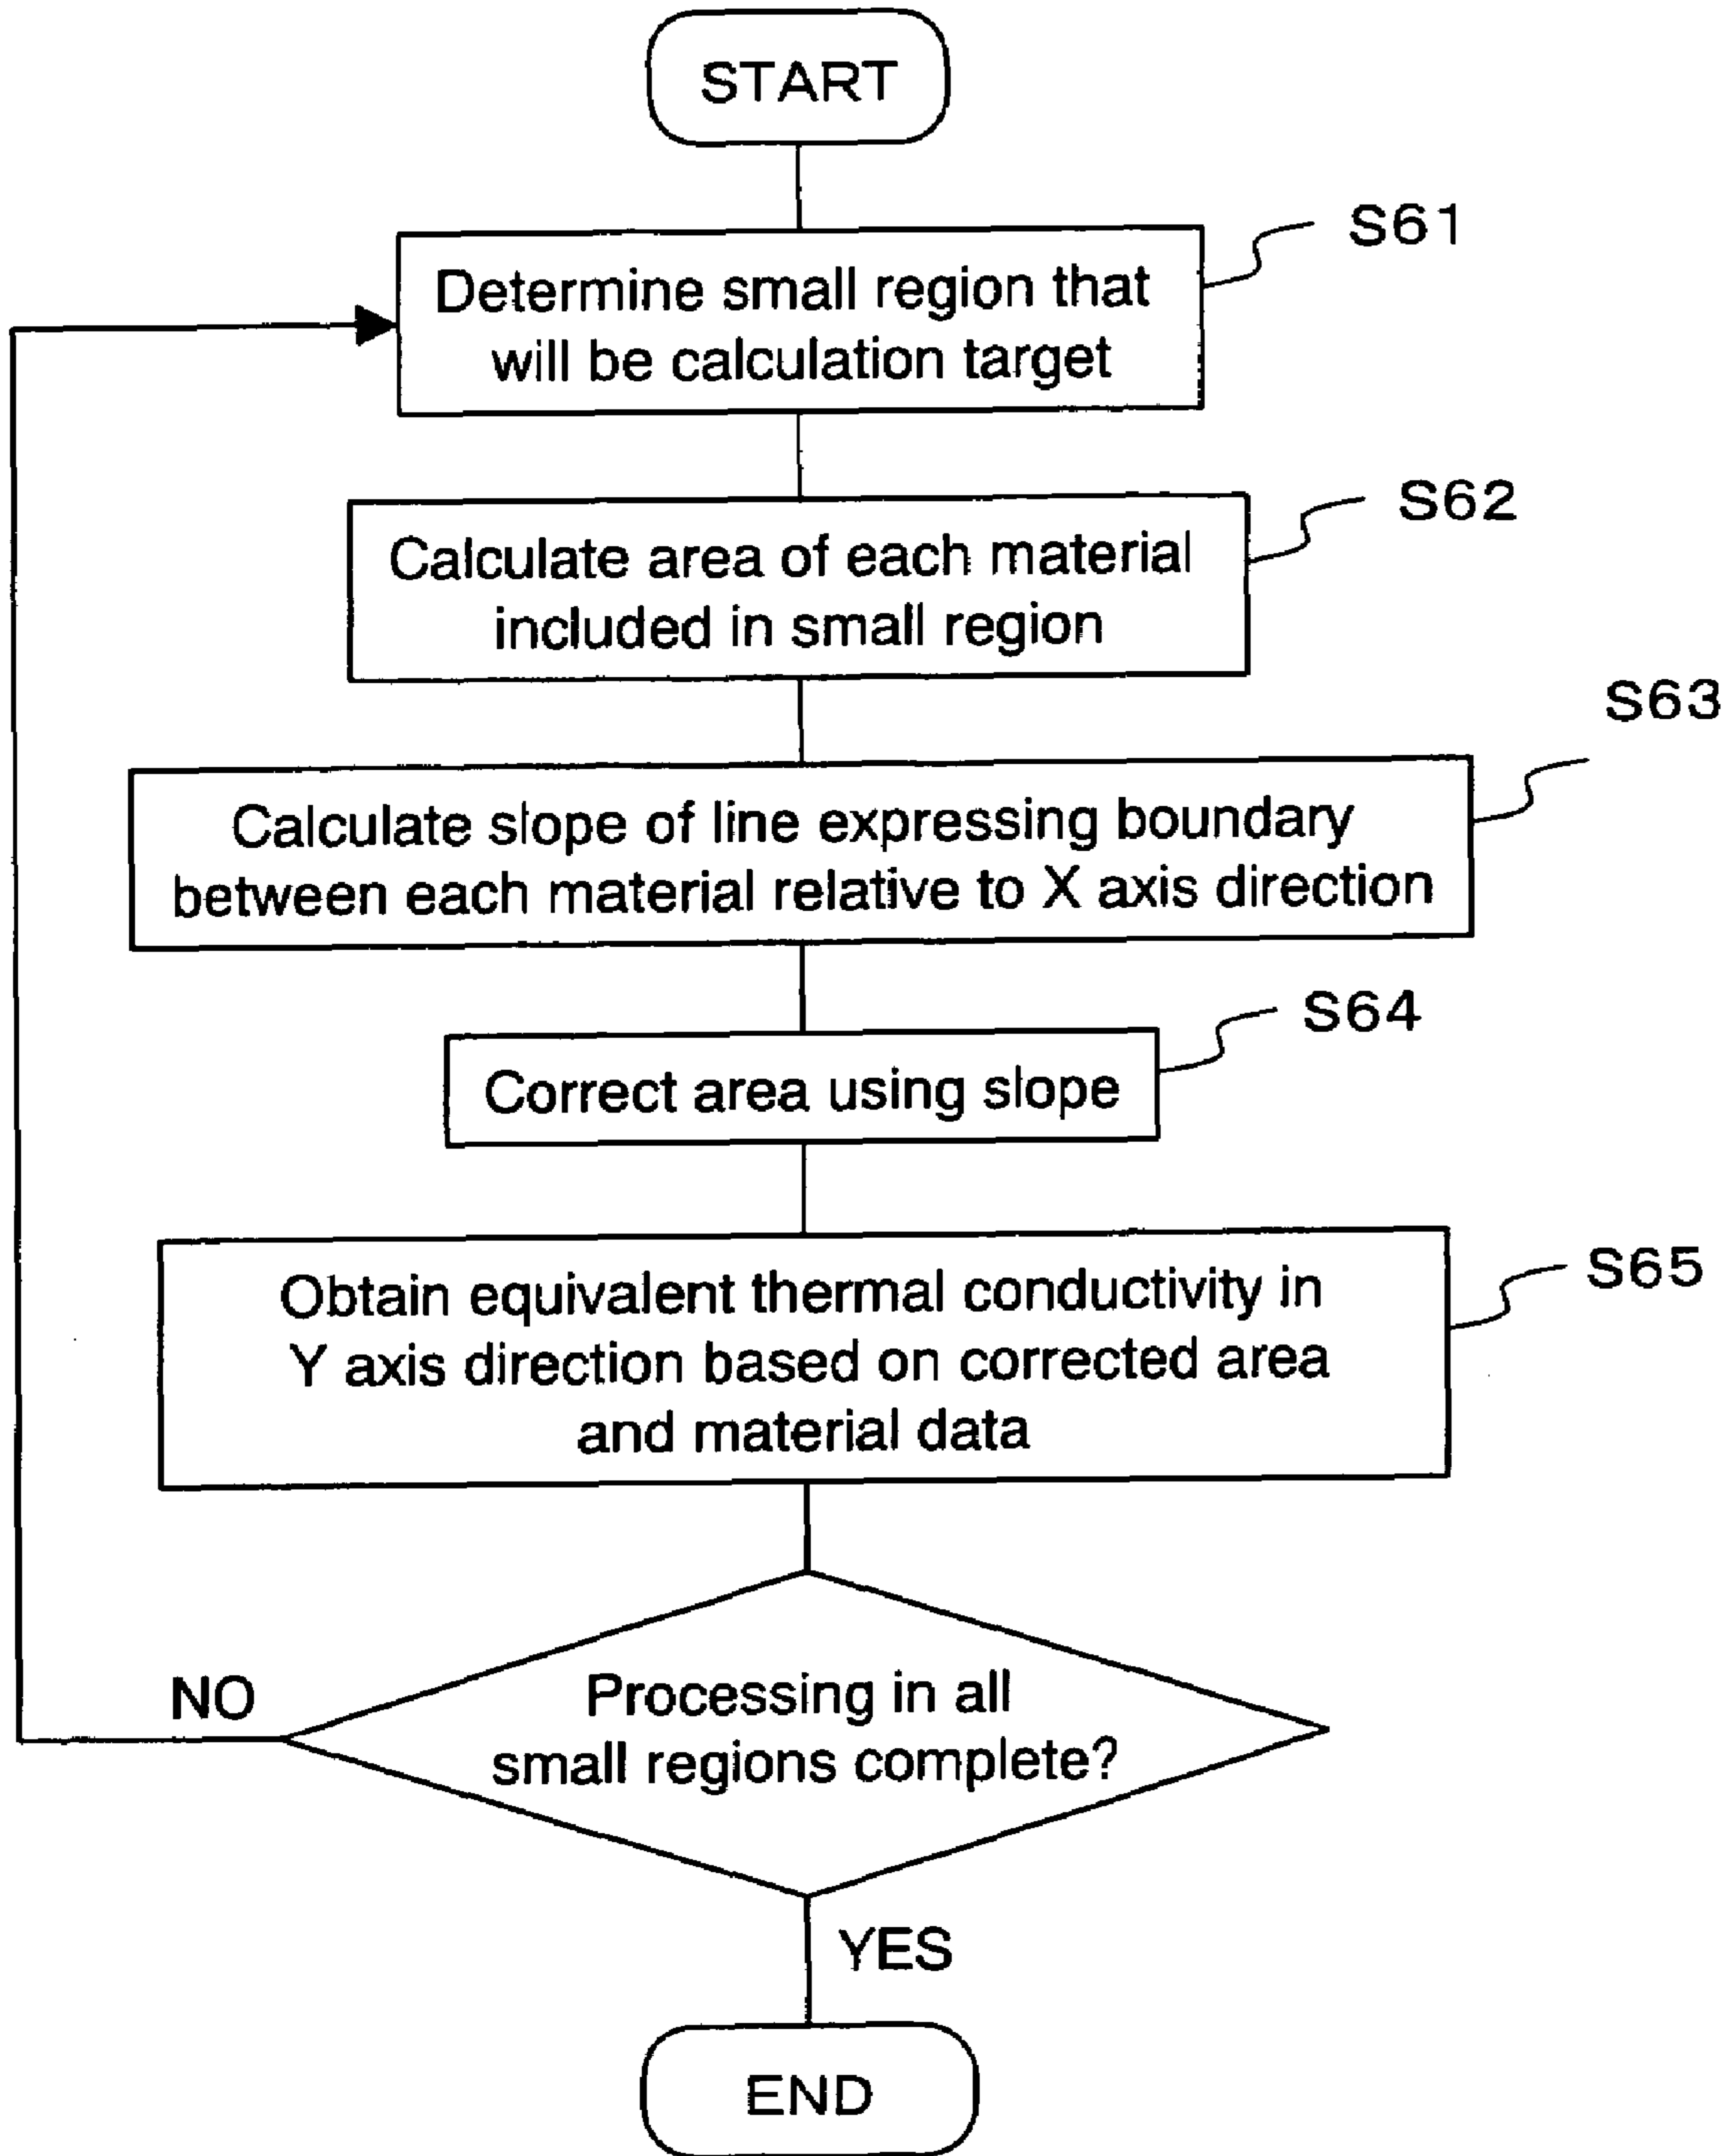 START
S61
Determine small region that
will be calculation target
S62
Calculate area of each material
included in small region
S63
Calculate slope of line expressing boundary
between each material relative to X axis direction
S64
Correct area using slope
S65
Obtain equivalent thermal conductivity in
Y axis direction based on corrected area
and material data
NO
Processing in all
small regions complete?
YES
END